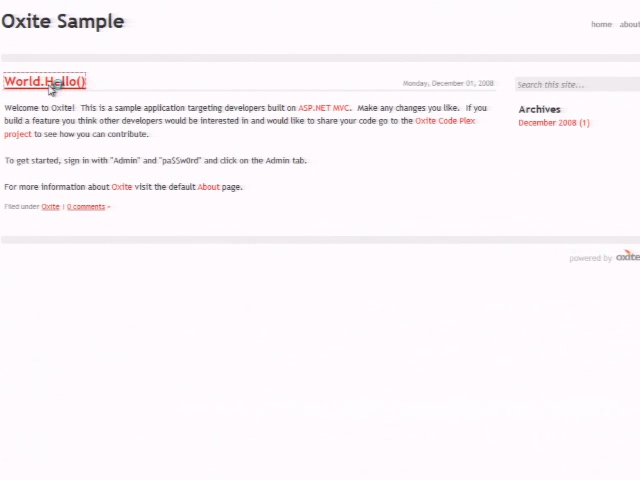 Oxite Sample
home about
World.Hello()
Monday, December 01, 2008
Search this site...
Welcome to Oxite! This is a sample application targeting developers built on ASP.NET MVC. Make any changes you like. If you
build a feature you think other developers would be interested in and would like to share your code go to the Oxite Code Plex
project to see how you can contribute.
Archives
December 2008 (1)
To get started, sign in with "Admin" and "pa$$w0rd" and click on the Admin tab.
For more information about Oxite visit the default About page.
Filed under Oxite | 0 comments »
powered by oxite